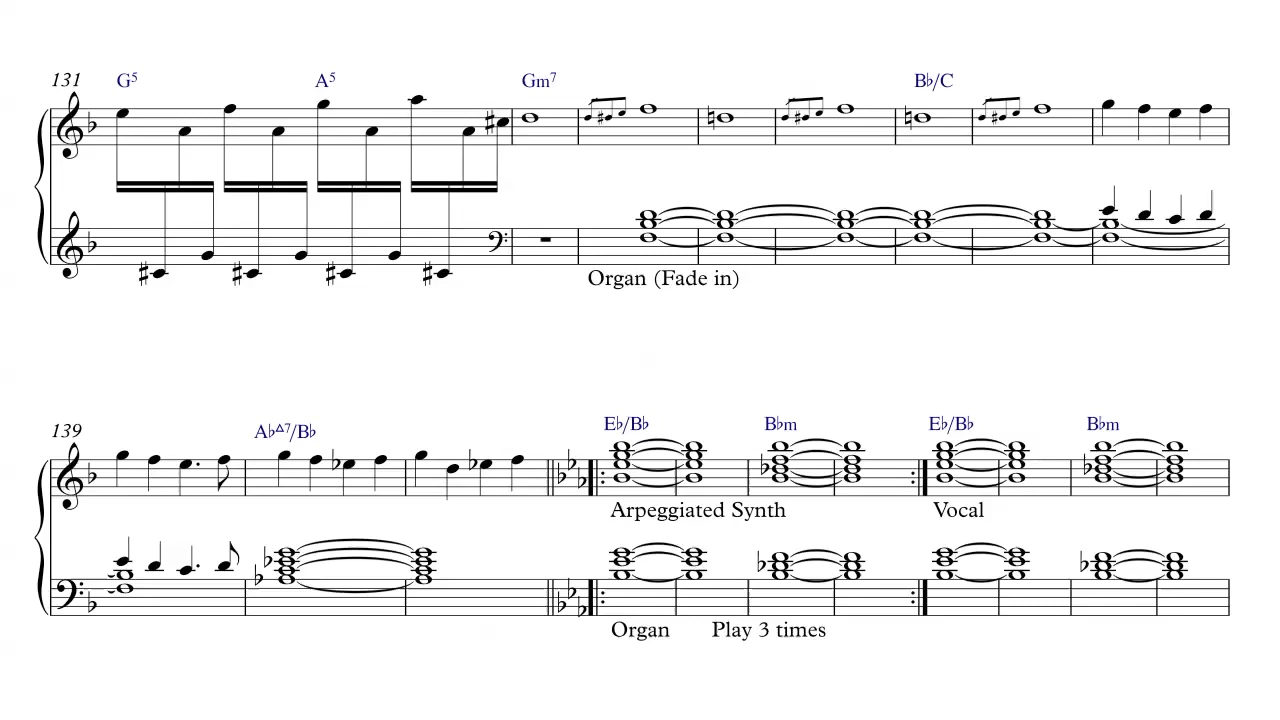 131 G5 A5 Gm7 B♭/C
Organ (Fade in)
139 A♭Δ7/B♭ E♭/B♭ B♭m E♭/B♭ B♭m
Arpeggiated Synth Vocal
Organ Play 3 times